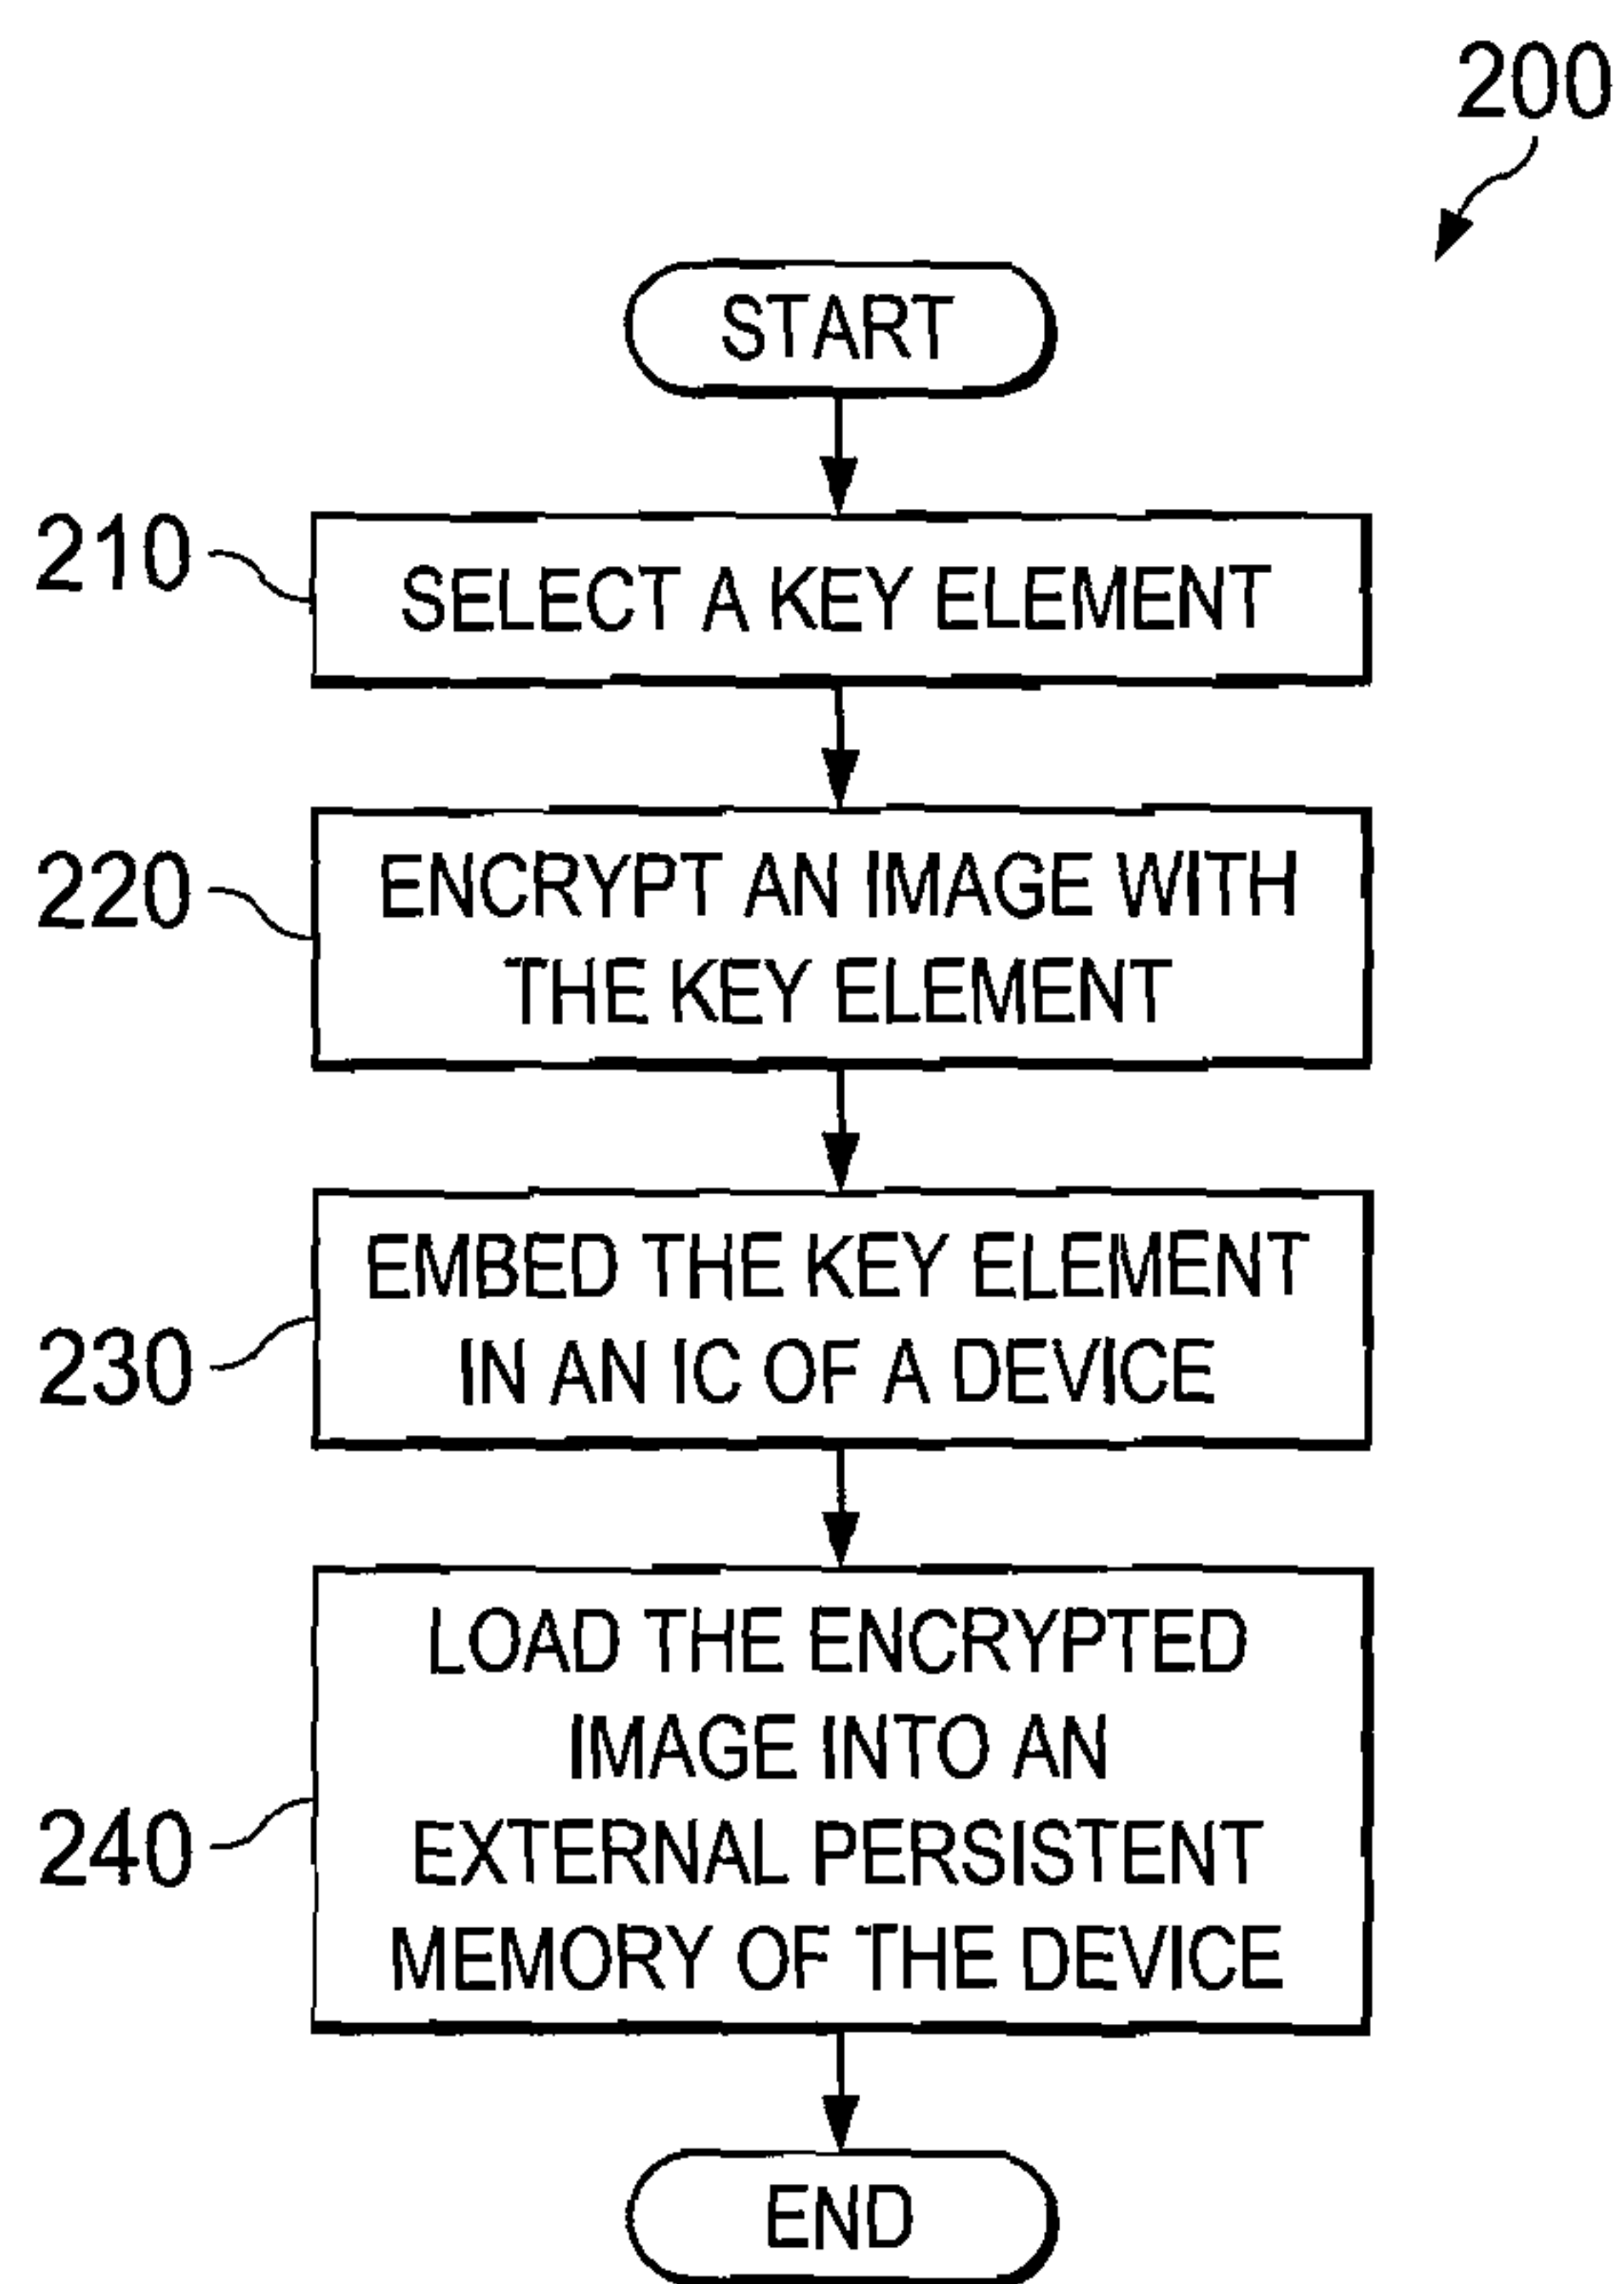 200
START
210
SELECT A KEY ELEMENT
220
ENCRYPT AN IMAGE WITH
THE KEY ELEMENT
230
EMBED THE KEY ELEMENT
IN AN IC OF A DEVICE
240
LOAD THE ENCRYPTED
IMAGE INTO AN
EXTERNAL PERSISTENT
MEMORY OF THE DEVICE
END